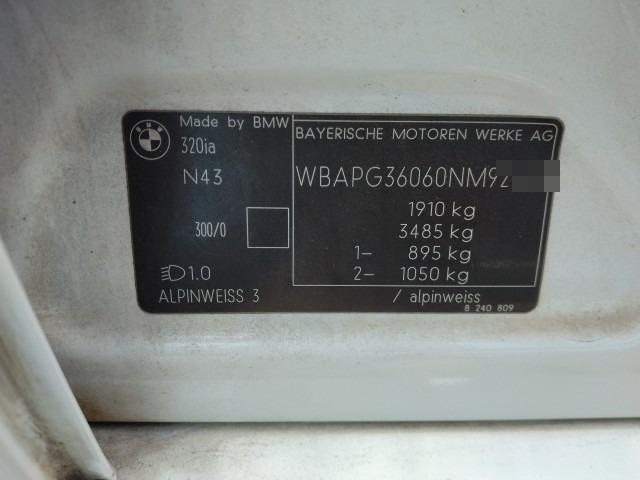 Made by BMW
320ia
N43
300/0
1.0
ALPINWEISS 3
BAYERISCHE MOTOREN WERKE AG
WBAPG36060NM92
1910 kg
3485 kg
1- 895 kg
2- 1050 kg
/ alpinweiss
8 240 809